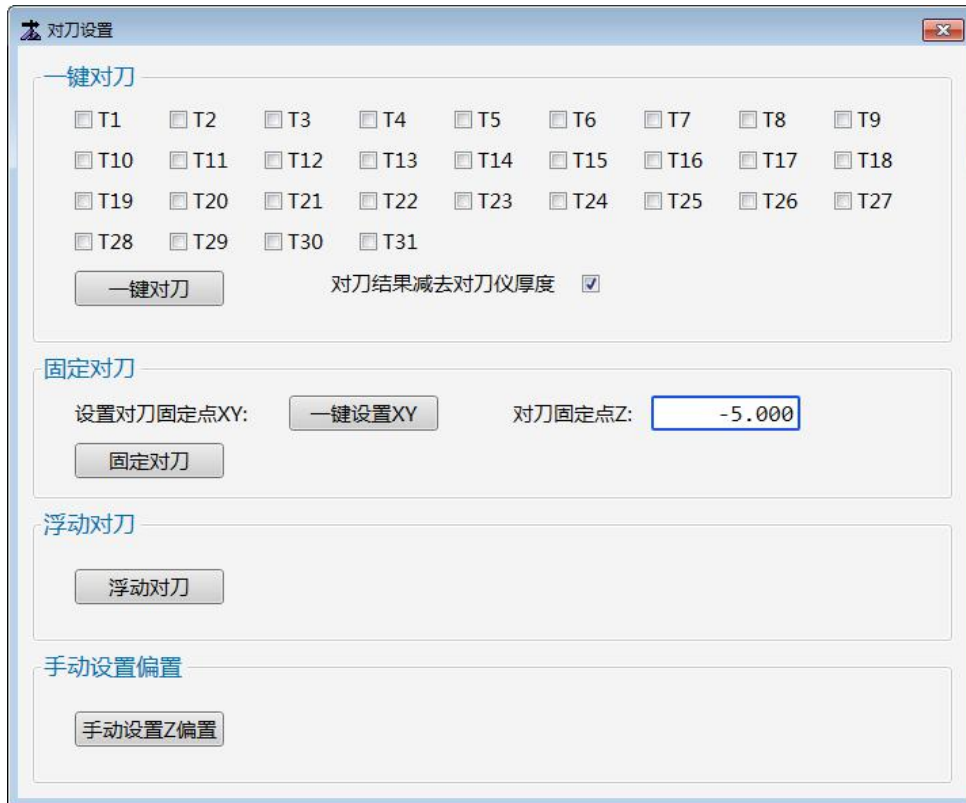 对刀设置
一键对刀
T1 T2 T3 T4 T5 T6 T7 T8 T9
T10 T11 T12 T13 T14 T15 T16 T17 T18
T19 T20 T21 T22 T23 T24 T25 T26 T27
T28 T29 T30 T31
一键对刀 对刀结果减去对刀仪厚度
固定对刀
设置对刀固定点XY: 一键设置XY 对刀固定点Z: -5.000
固定对刀
浮动对刀
浮动对刀
手动设置偏置
手动设置Z偏置